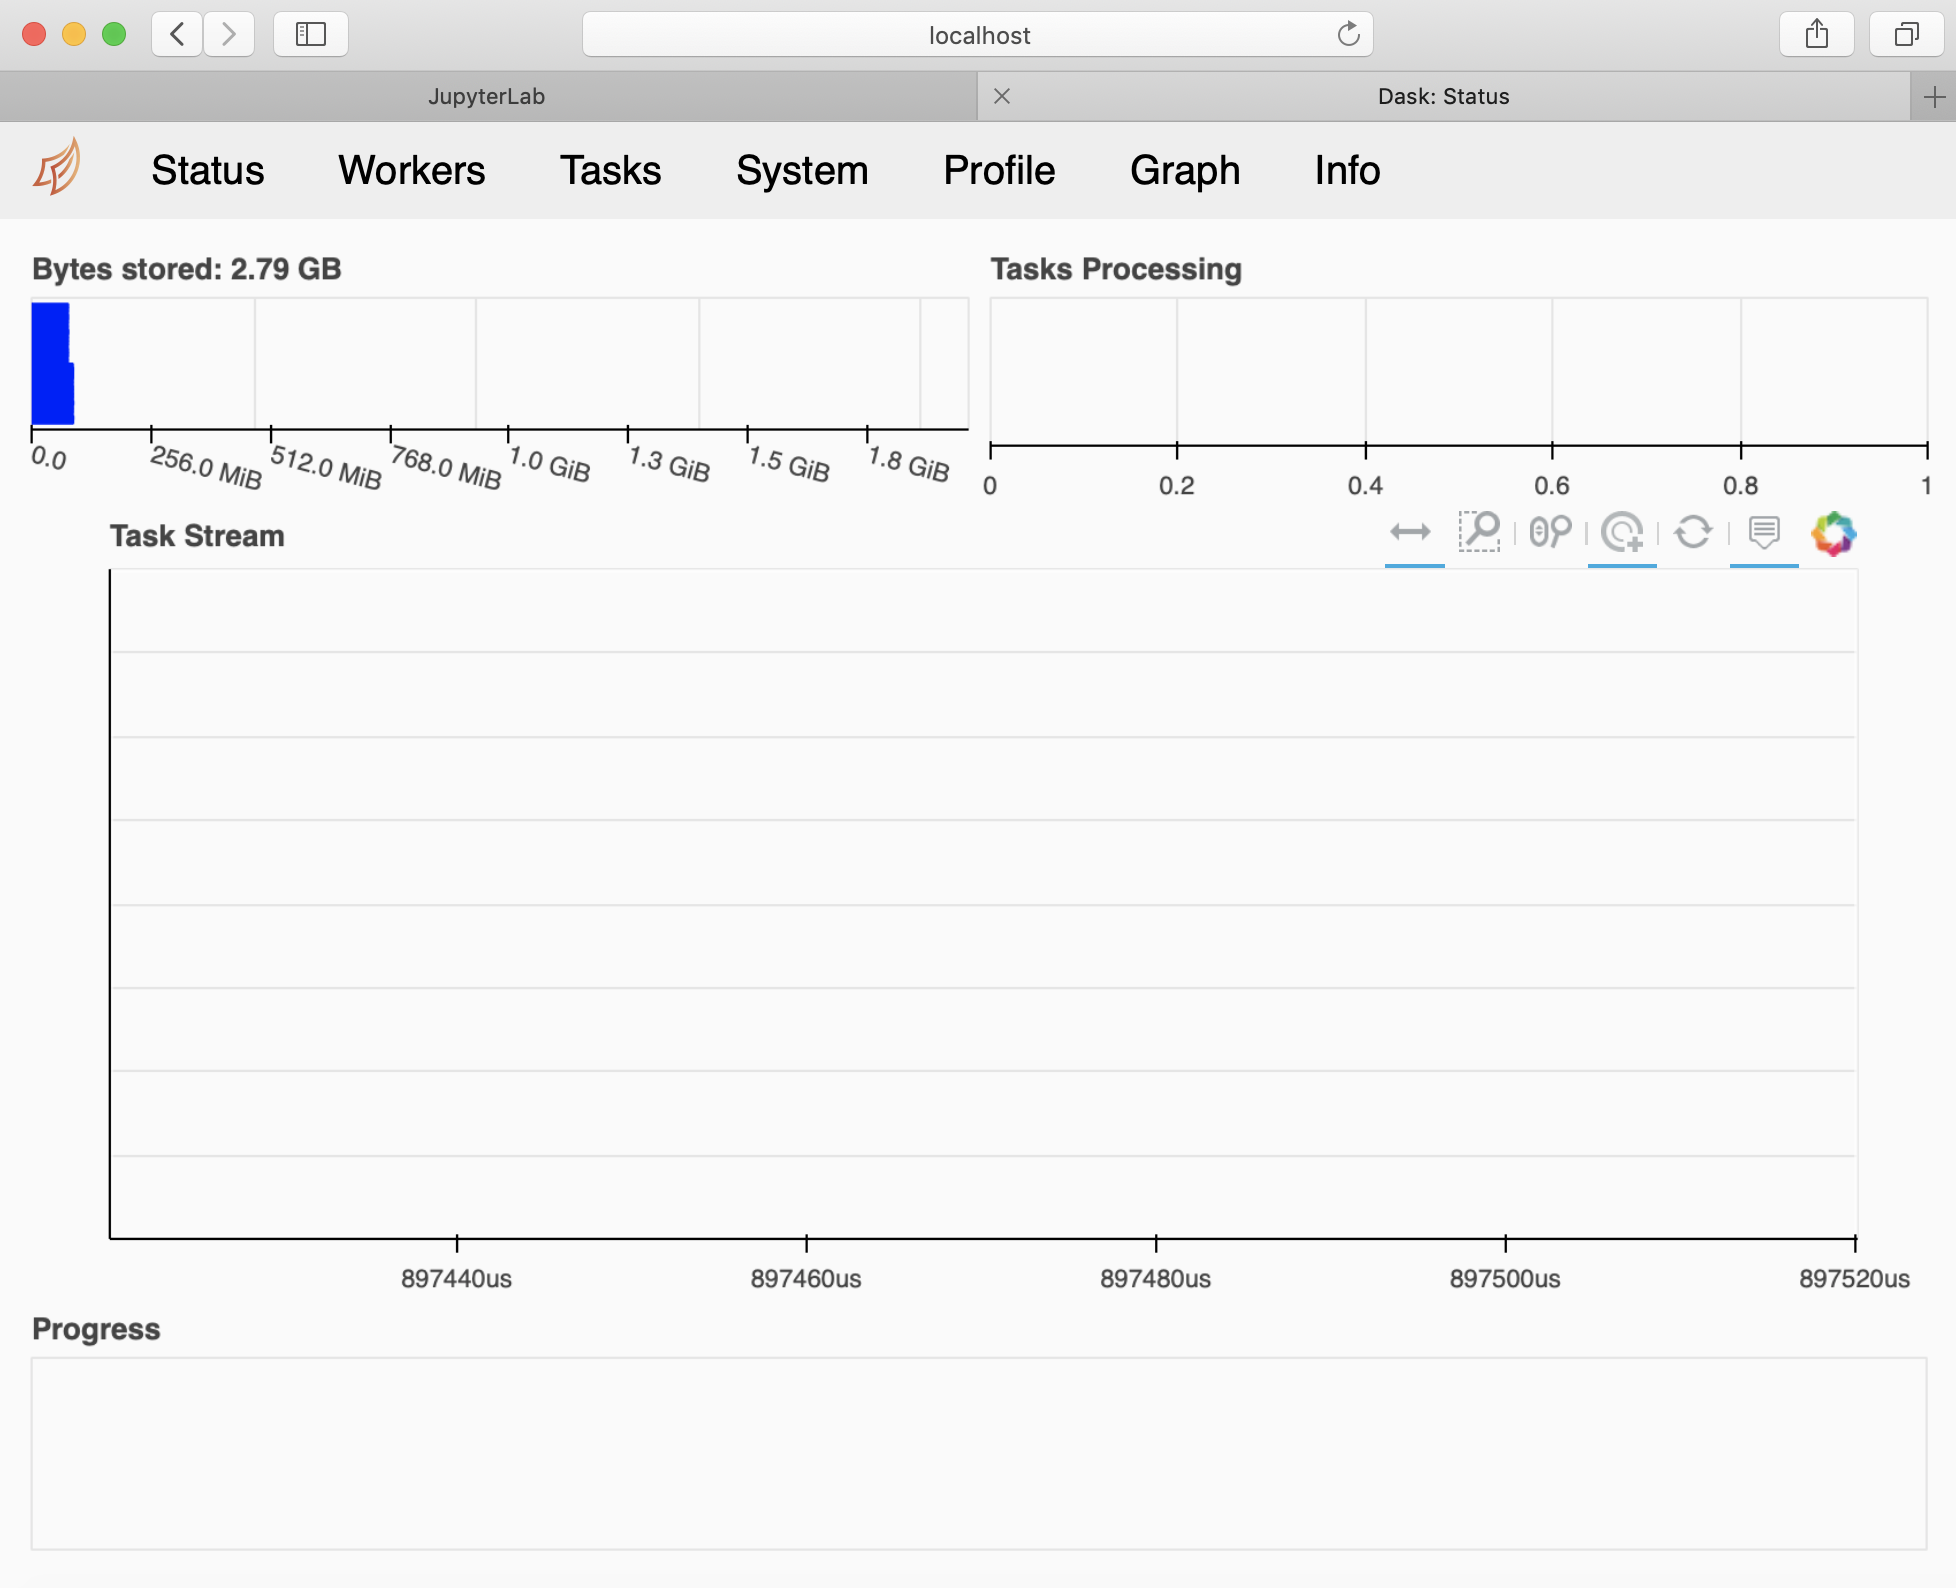 localhost
JupyterLab
Dask: Status
Status Workers Tasks System Profile Graph Info
Bytes stored: 2.79 GB
0.0 256.0 MiB 512.0 MiB 768.0 MiB 1.0 GiB 1.3 GiB 1.5 GiB 1.8 GiB
Tasks Processing
0 0.2 0.4 0.6 0.8 1
Task Stream
897440us 897460us 897480us 897500us 897520us
Progress